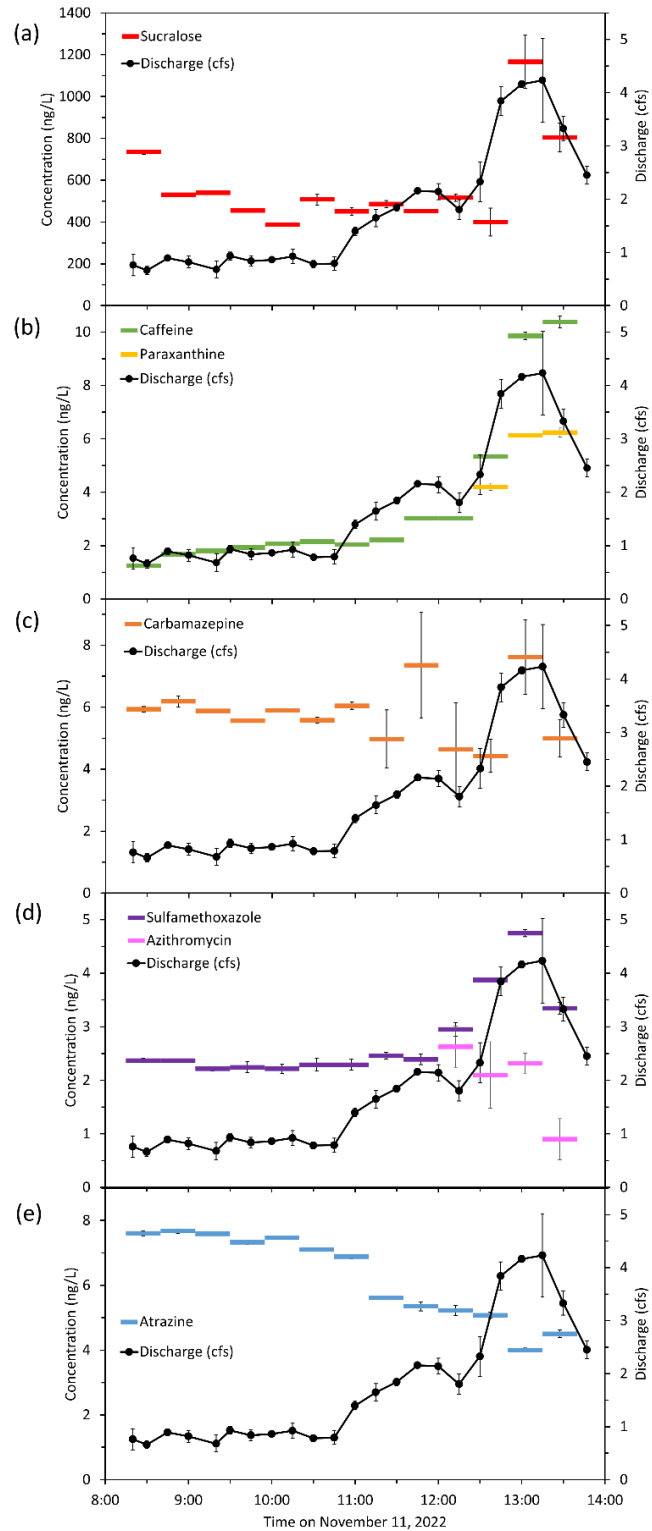 (a)
Concentration (ng/L)
1400
1200
1000
800
600
400
200
0
Sucralose
Discharge (cfs)
5
4
3
2
1
0
Discharge (cfs)
(b)
Concentration (ng/L)
10
8
6
4
2
0
Caffeine
Paraxanthine
Discharge (cfs)
5
4
3
2
1
0
Discharge (cfs)
(c)
Concentration (ng/L)
8
6
4
2
0
Carbamazepine
Discharge (cfs)
5
4
3
2
1
0
Discharge (cfs)
(d)
Concentration (ng/L)
5
4
3
2
1
0
Sulfamethoxazole
Azithromycin
Discharge (cfs)
5
4
3
2
1
0
Discharge (cfs)
(e)
Concentration (ng/L)
8
6
4
2
0
Atrazine
Discharge (cfs)
5
4
3
2
1
0
Discharge (cfs)
8:00 9:00 10:00 11:00 12:00 13:00 14:00
Time on November 11, 2022